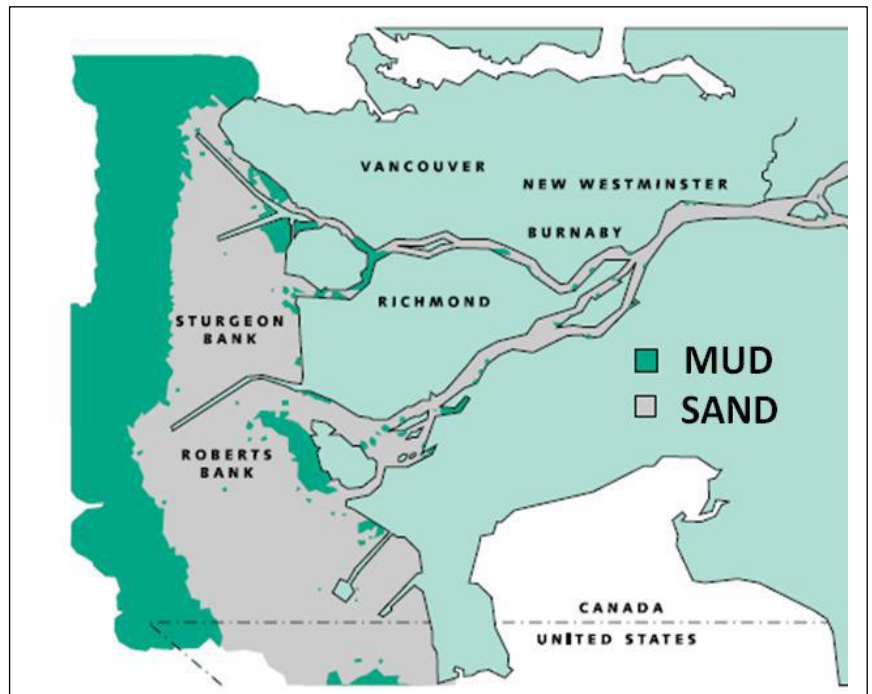 VANCOUVER
NEW WESTMINSTER
BURNABY
RICHMOND
STURGEON
BANK
MUD
SAND
ROBERTS
BANK
CANADA
UNITED STATES